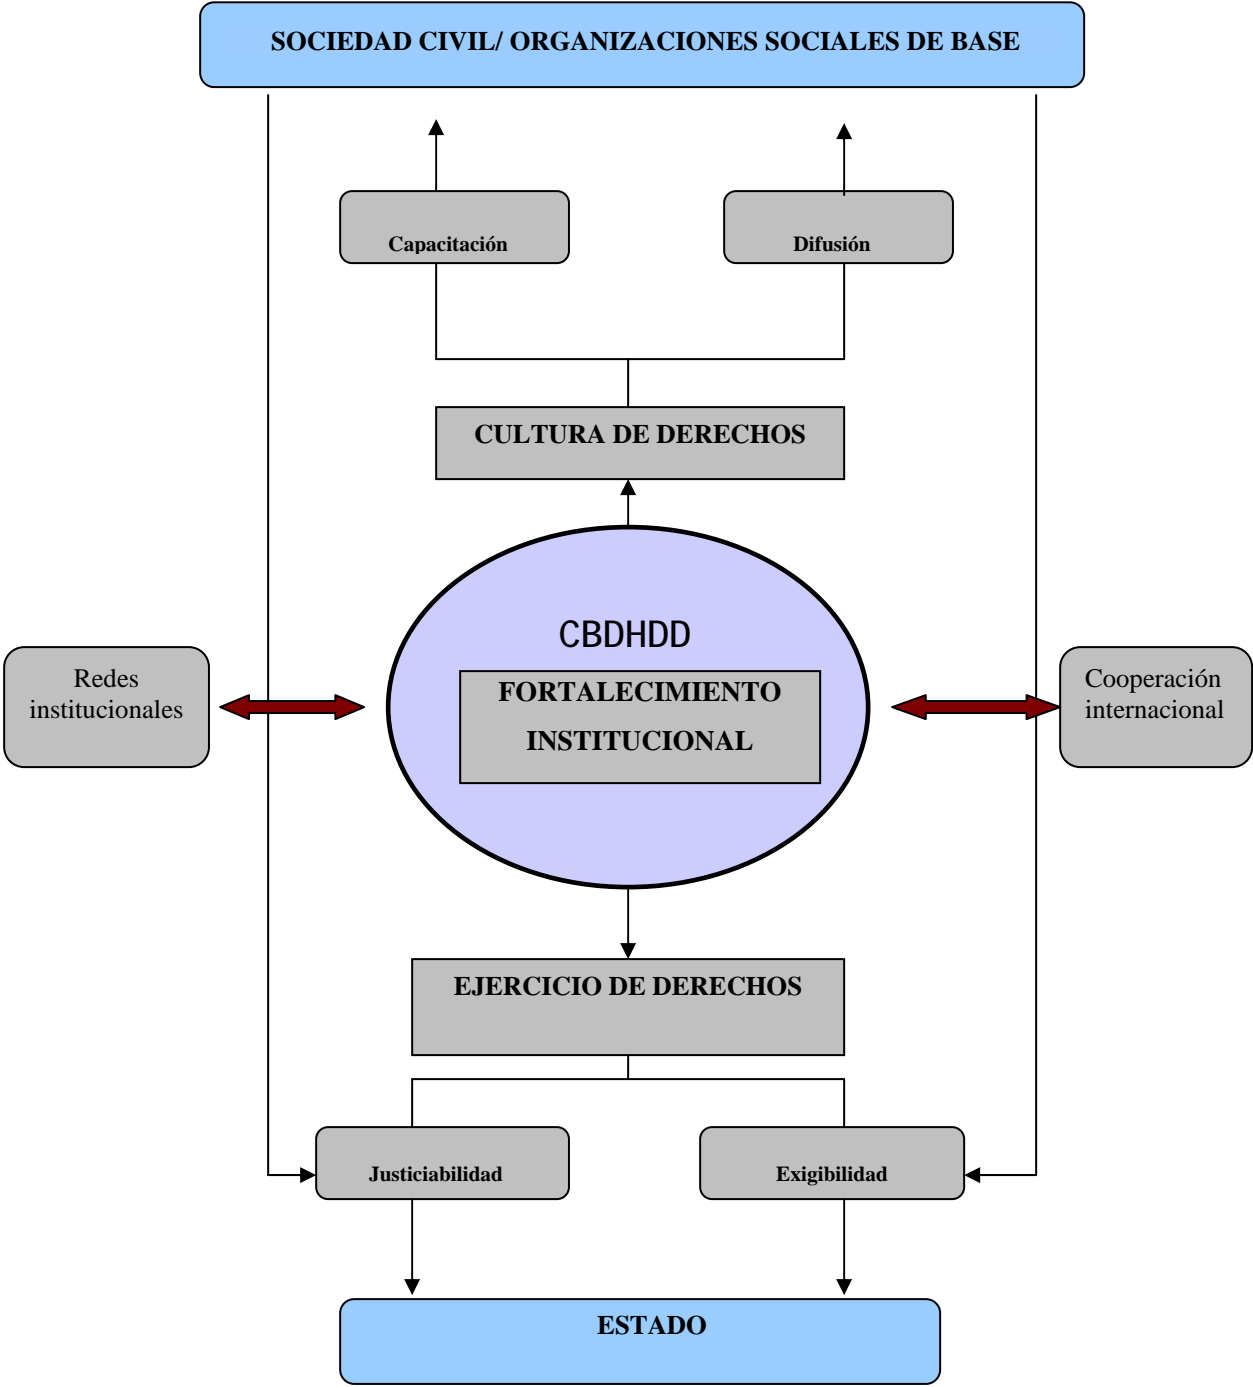 SOCIEDAD CIVIL/ ORGANIZACIONES SOCIALES DE BASE
Capacitación
Difusión
CULTURA DE DERECHOS
CBDHDD
FORTALECIMIENTO
INSTITUCIONAL
Redes
institucionales
Cooperación
internacional
EJERCICIO DE DERECHOS
Justiciabilidad
Exigibilidad
ESTADO